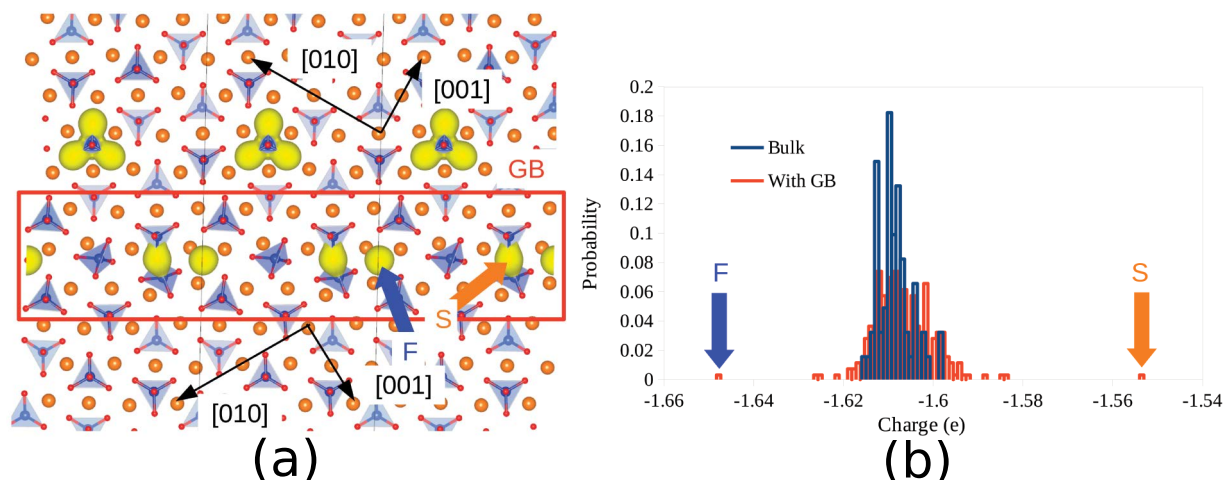 [010]
[001]
GB
S
F
[001]
[010]
(a)
0.2
0.18
0.16
0.14
0.12
0.1
0.08
0.06
0.04
0.02
0
Probability
Bulk
With GB
F
S
-1.66
-1.64
-1.62
-1.6
-1.58
-1.56
-1.54
Charge (e)
(b)